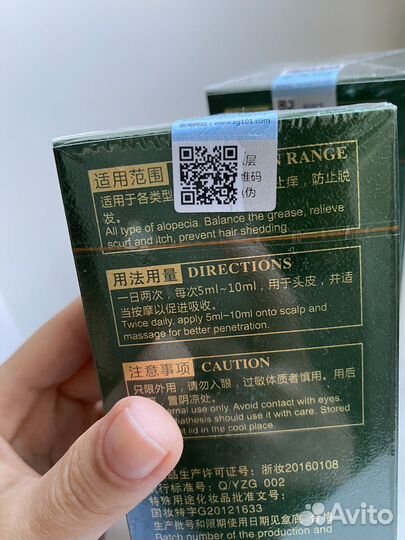 www.zg101.com
涂层
维码
伪
适用范围
N RANGE
适用于各类型
止痒，防止脱
发。
All type of alopecia. Balance the grease, relieve
scurf and itch, prevent hair shedding.
用法用量 DIRECTIONS
一日两次，每次5ml~10ml，用于头皮，并适
当按摩以促进吸收。
Twice daily, apply 5ml~10ml onto scalp and
massage for better penetration.
注意事项 CAUTION
只限外用，请勿入眼，过敏体质者慎用。用后
置阴凉处。
ernal use only. Avoid contact with eyes.
diathesis should use it with care. Stored
t lid in the cool place.
品生产许可证号：浙妆20160108
行标准号：Q/YZG 002
特殊用途化妆品批准文号：
国妆特字G20121633
生产批号和限期使用日期见盒底
Batch number of the production and
Avito